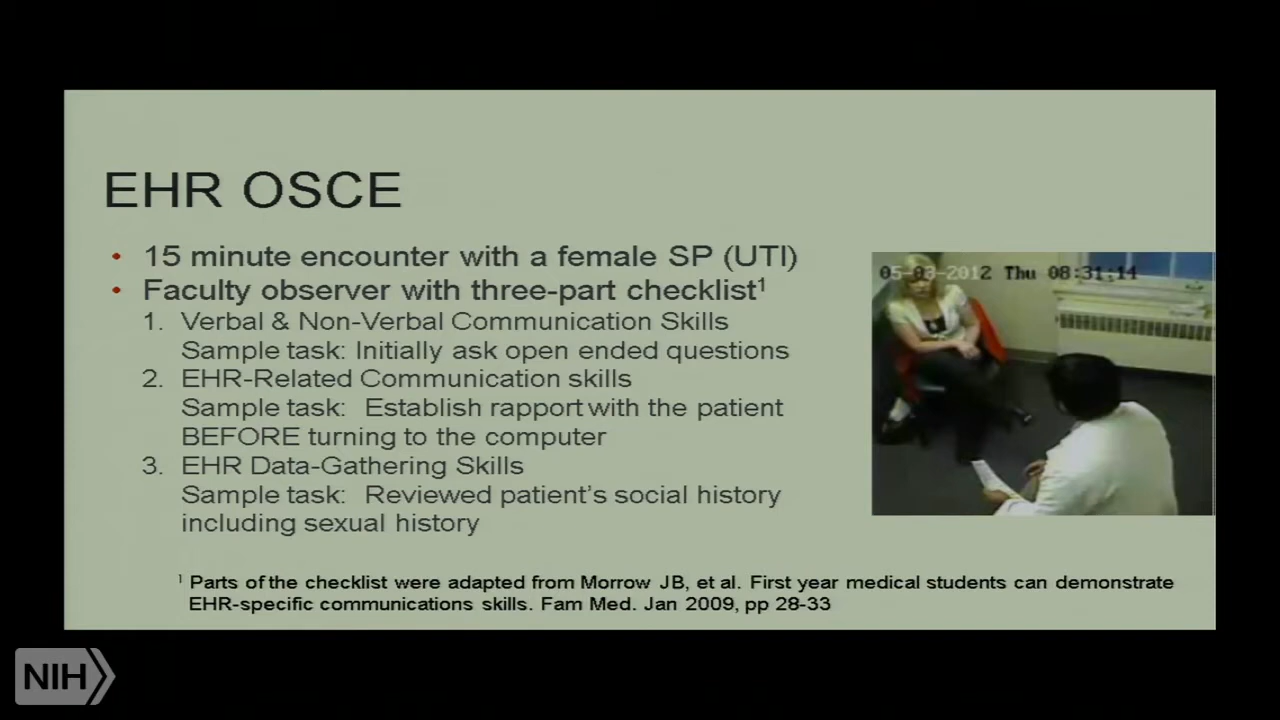 EHR OSCE
• 15 minute encounter with a female SP (UTI)
• Faculty observer with three-part checklist¹
1. Verbal & Non-Verbal Communication Skills
Sample task: Initially ask open ended questions
2. EHR-Related Communication skills
Sample task: Establish rapport with the patient
BEFORE turning to the computer
3. EHR Data-Gathering Skills
Sample task: Reviewed patient's social history
including sexual history
05-03-2012 Thu 08:31:14
¹ Parts of the checklist were adapted from Morrow JB, et al. First year medical students can demonstrate
EHR-specific communications skills. Fam Med. Jan 2009, pp 28-33
NIH